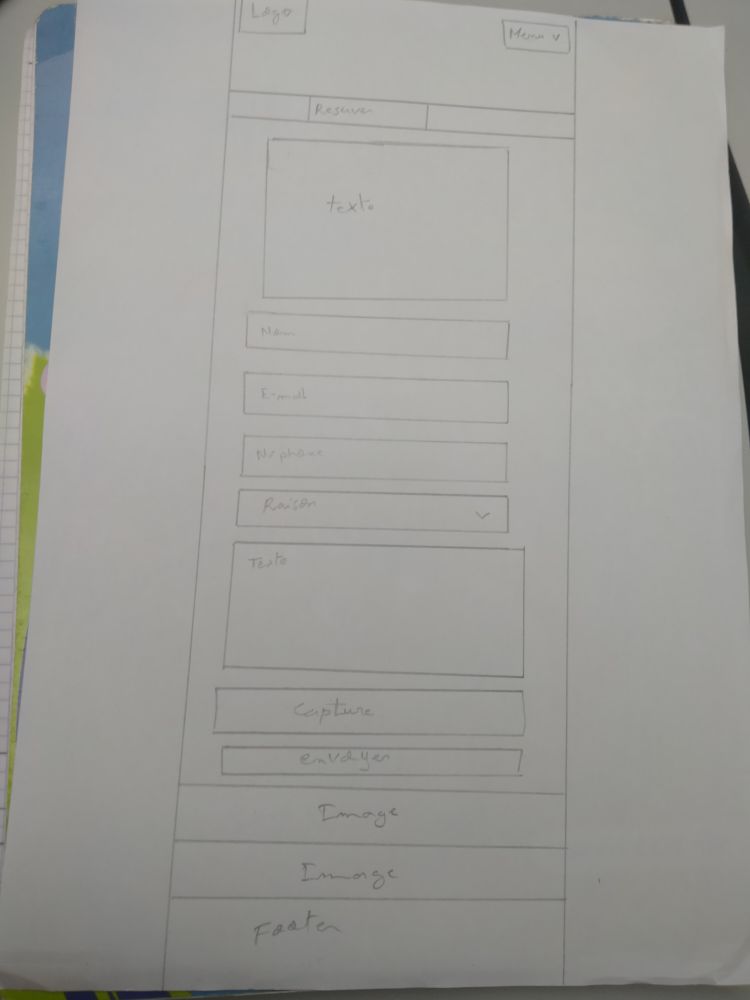 Logo
Menu v
Reserver
texte
Nom
E-mail
N° phone
Raison
Texte
Capture
envoyer
Image
Image
Footer